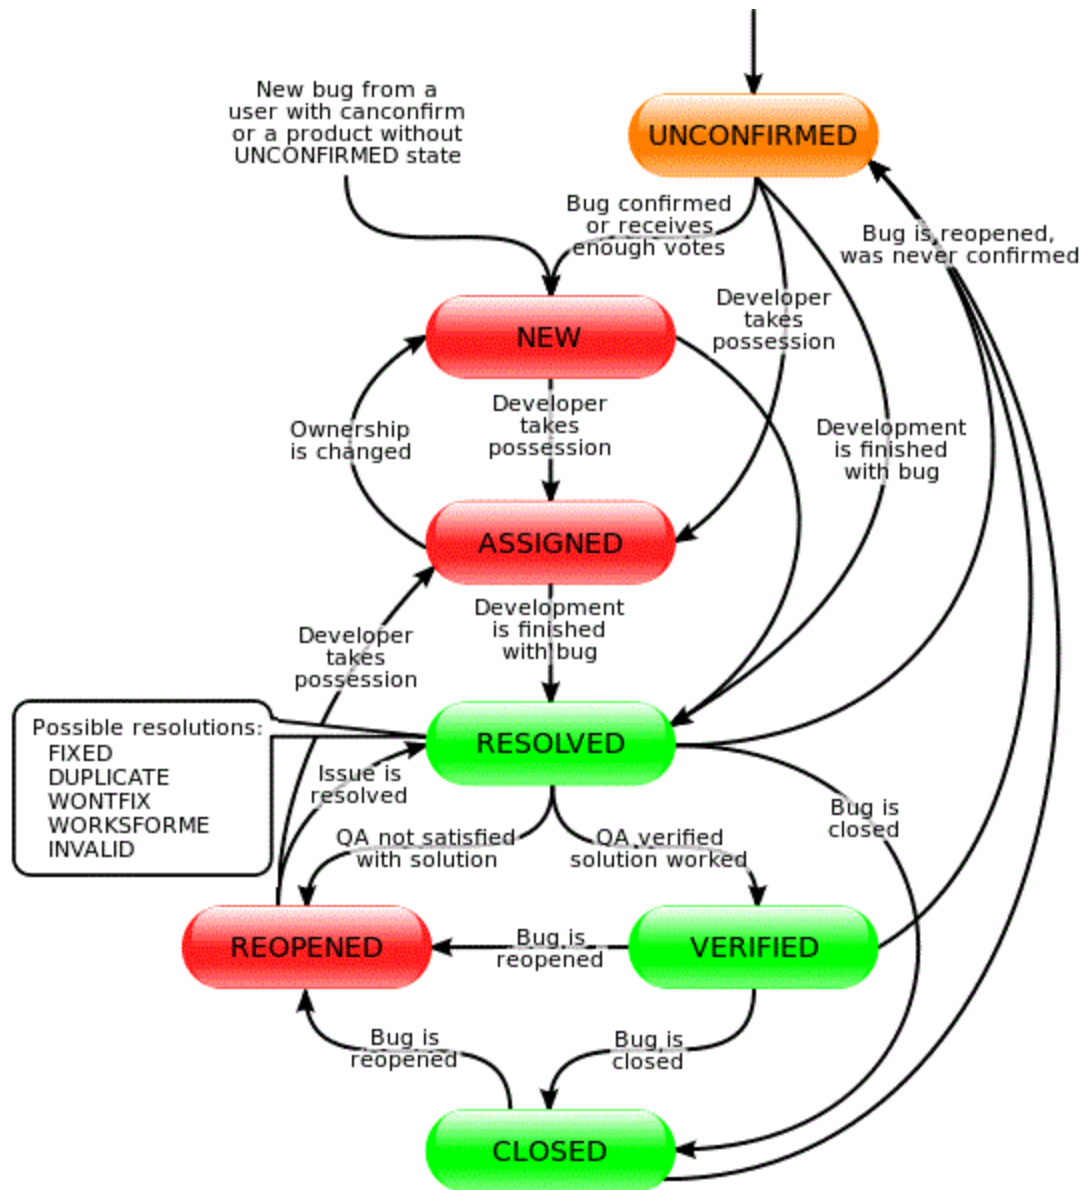 New bug from a
user with canconfirm
or a product without
UNCONFIRMED state
UNCONFIRMED
Bug confirmed
or receives
enough votes
Bug is reopened,
was never confirmed
Developer
takes
possession
NEW
Developer
takes
possession
Ownership
is changed
Development
is finished
with bug
ASSIGNED
Development
is finished
with bug
Developer
takes
possession
Possible resolutions:
FIXED
DUPLICATE
WONTFIX
WORKSFORME
INVALID
RESOLVED
Issue is
resolved
Bug is
closed
QA not satisfied
with solution
QA verified
solution worked
REOPENED
Bug is
reopened
VERIFIED
Bug is
reopened
Bug is
closed
CLOSED